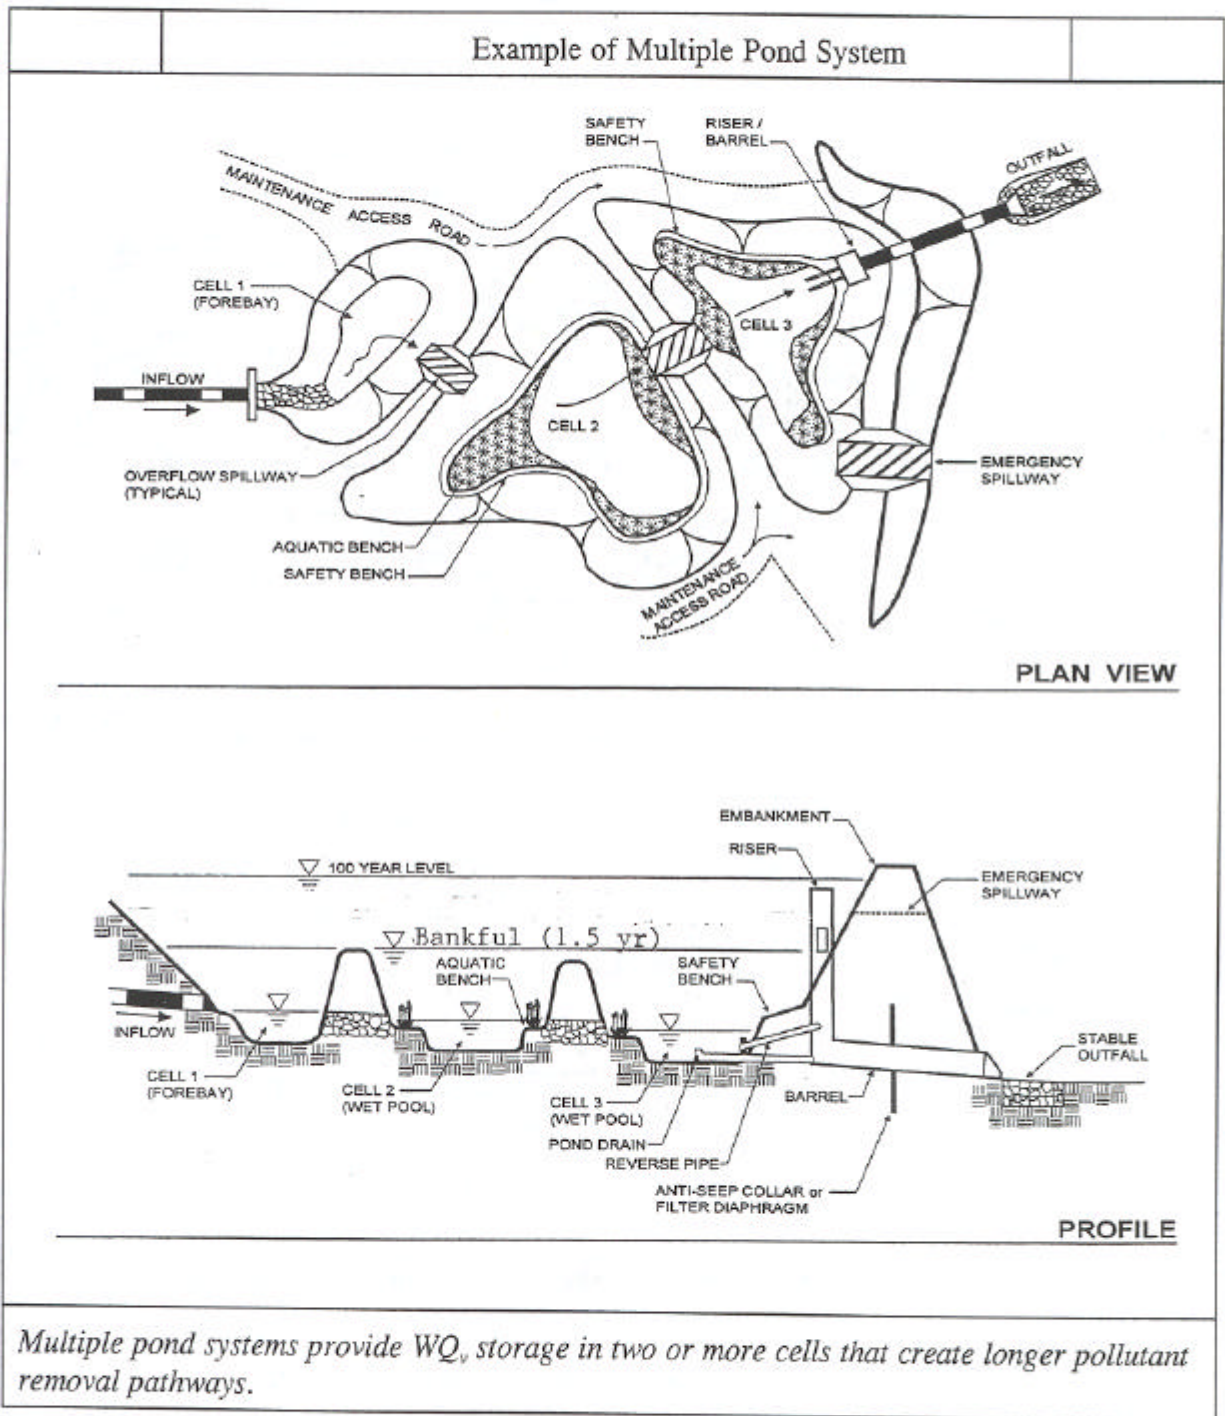 Example of Multiple Pond System
SAFETY
BENCH
RISER /
BARREL
OUTFALL
MAINTENANCE ACCESS ROAD
CELL 1
(FOREBAY)
CELL 3
INFLOW
CELL 2
OVERFLOW SPILLWAY
(TYPICAL)
EMERGENCY
SPILLWAY
AQUATIC BENCH
SAFETY BENCH
MAINTENANCE
ACCESS ROAD
PLAN VIEW
EMBANKMENT
RISER
100 YEAR LEVEL
EMERGENCY
SPILLWAY
Bankful (1.5 yr)
AQUATIC
BENCH
SAFETY
BENCH
INFLOW
STABLE
OUTFALL
CELL 1
(FOREBAY)
CELL 2
(WET POOL)
CELL 3
(WET POOL)
BARREL
POND DRAIN
REVERSE PIPE
ANTI-SEEP COLLAR or
FILTER DIAPHRAGM
PROFILE
Multiple pond systems provide WQv storage in two or more cells that create longer pollutant
removal pathways.